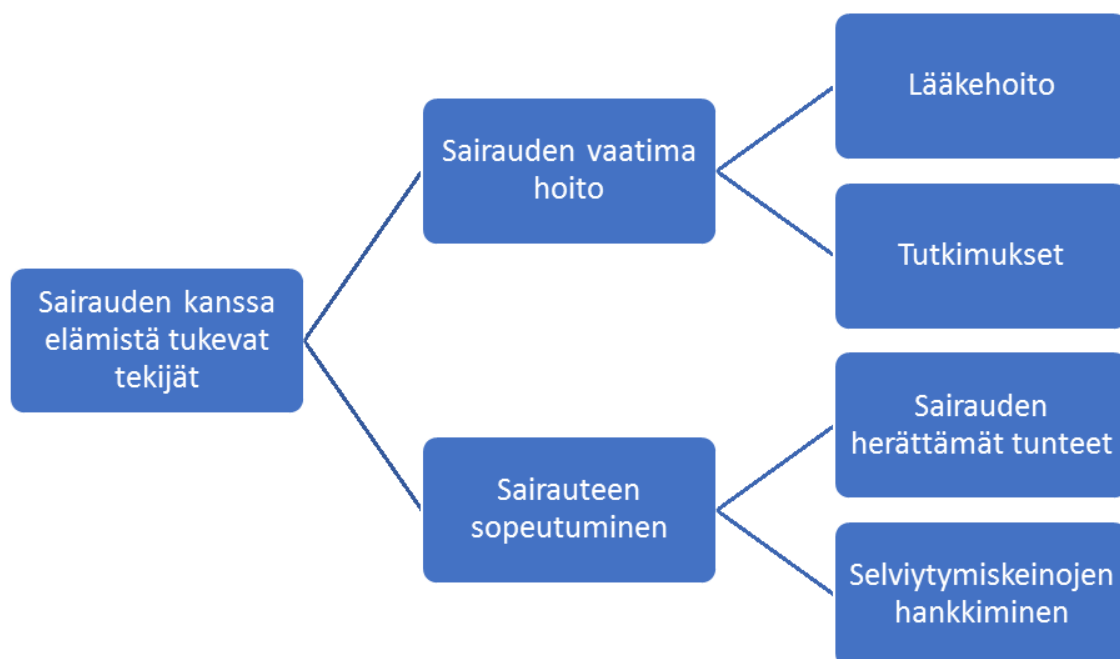 Sairauden kanssa
elämistä tukevat
tekijät
Sairauden vaatima
hoito
Lääkehoito
Tutkimukset
Sairauteen
sopeutuminen
Sairauden
herättämät tunteet
Selviytymiskeinojen
hankkiminen